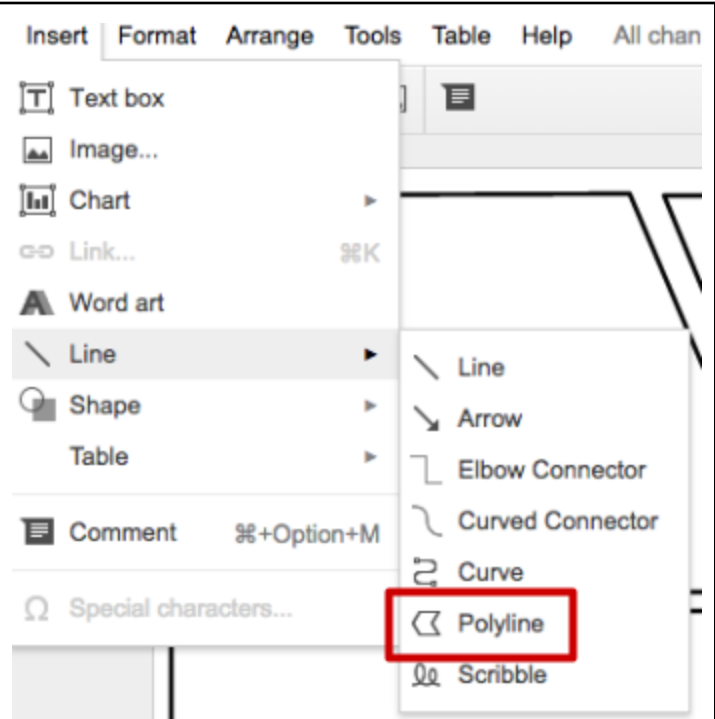 Insert Format Arrange Tools Table Help All chan
Text box
Image...
Chart
Link... ⌘K
Word art
Line
Shape
Table
Comment ⌘+Option+M
Ω Special characters...
Line
Arrow
Elbow Connector
Curved Connector
Curve
Polyline
Scribble